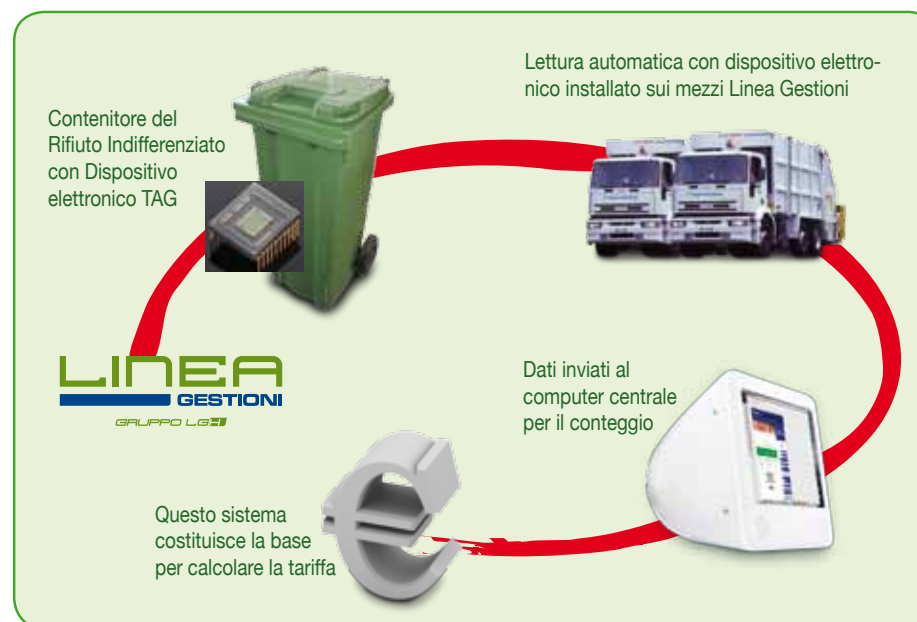 Contenitore del
Rifiuto Indifferenziato
con Dispositivo
elettronico TAG
Lettura automatica con dispositivo elettro-
nico installato sui mezzi Linea Gestioni
LINEA
GESTIONI
GRUPPO LGH
Dati inviati al
computer centrale
per il conteggio
Questo sistema
costituisce la base
per calcolare la tariffa